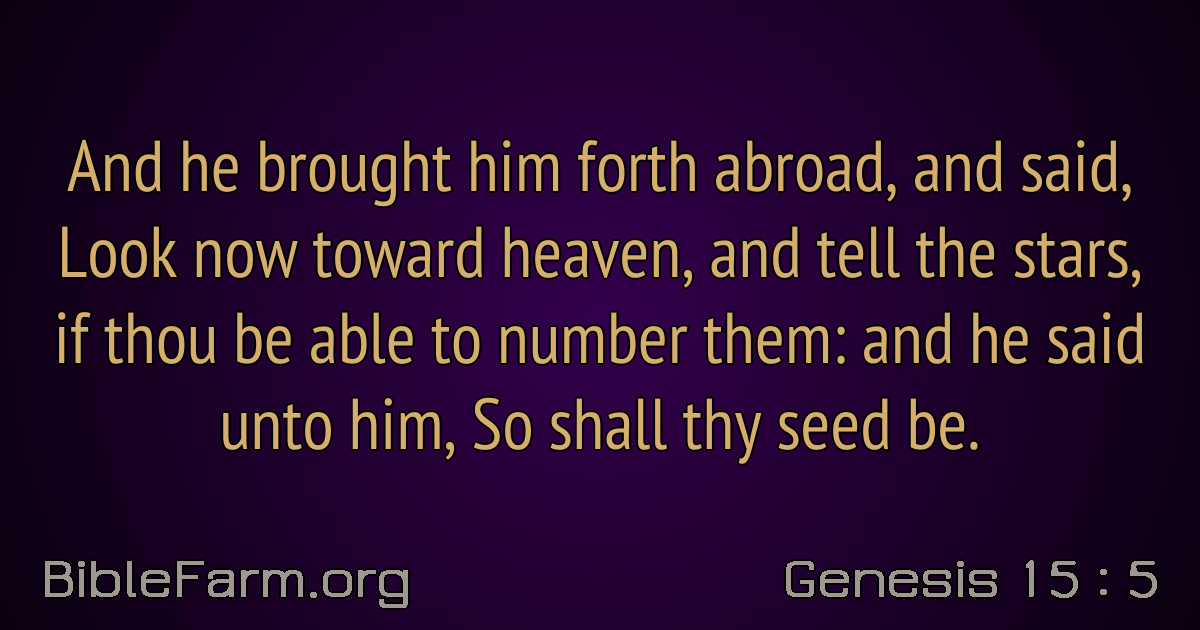 And he brought him forth abroad, and said,
Look now toward heaven, and tell the stars,
if thou be able to number them: and he said
unto him, So shall thy seed be.
BibleFarm.org
Genesis 15 : 5